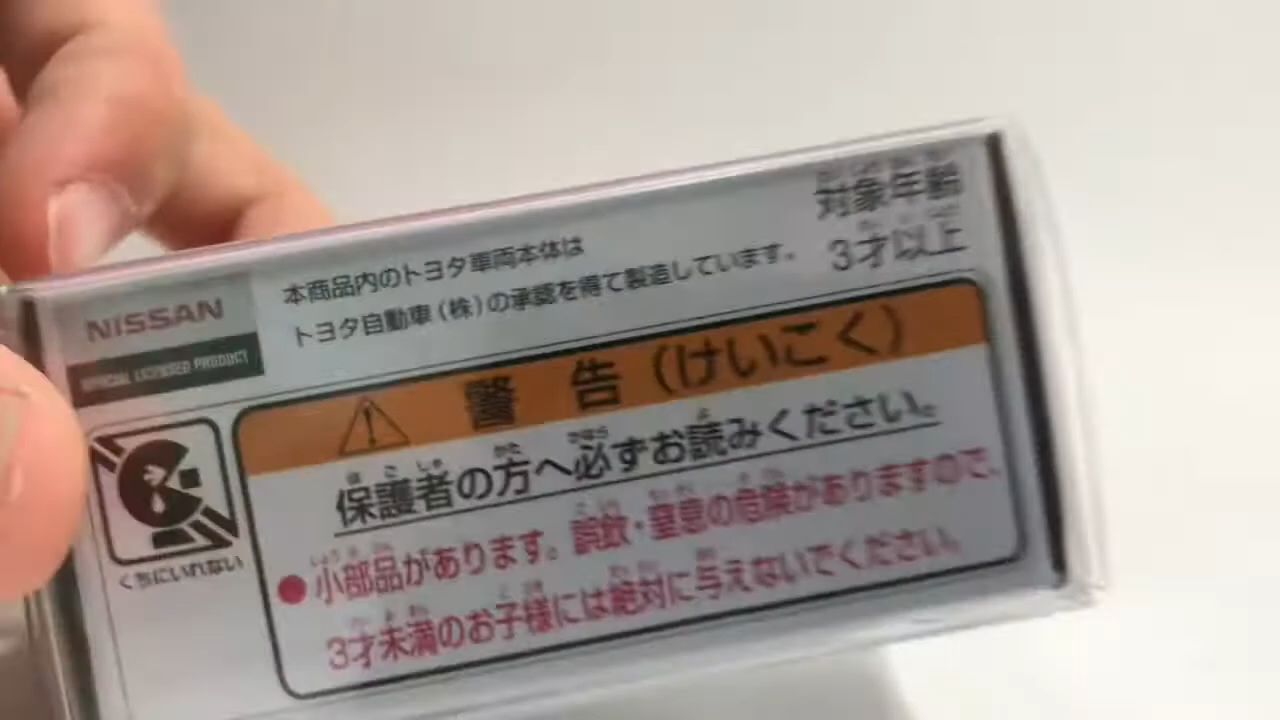 対象年齢
3才以上
本商品内のトヨタ車両本体は
トヨタ自動車(株)の承認を得て製造しています。
NISSAN
OFFICIAL LICENSED PRODUCT
警 告(けいこく)
保護者の方へ必ずお読みください。
●小部品があります。誤飲・窒息の危険がありますので、
3才未満のお子様には絶対に与えないでください。
くちにいれない